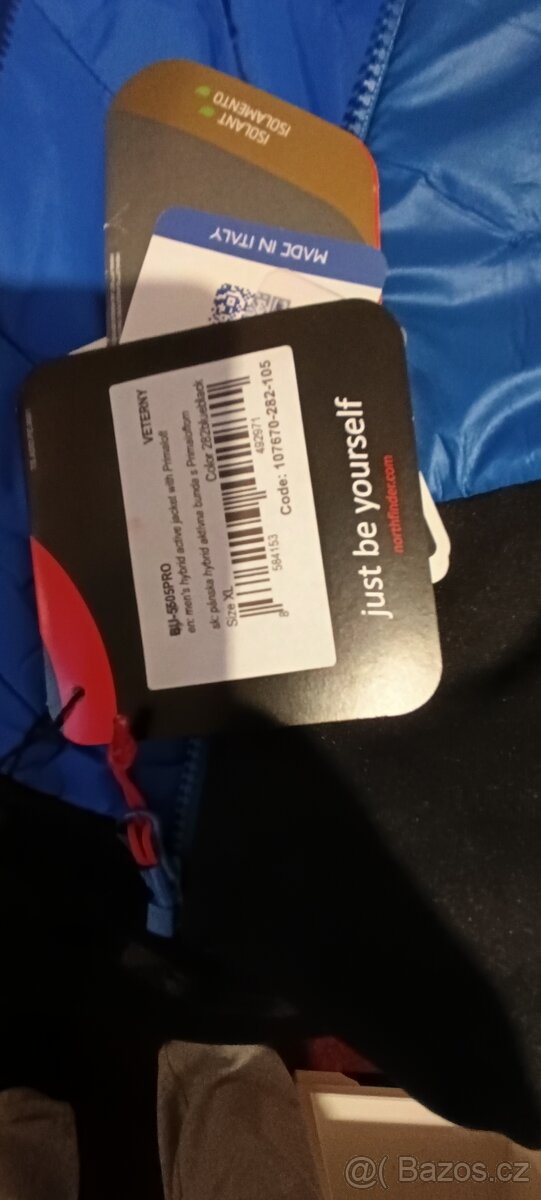 ISOLANT
ISOLAMENTO
MADE IN ITALY
BU-5505PRO VETERNY
en: men's hybrid active jacket with Primaloft
sk: pánska hybrid aktívna bunda s Primaloftom
Size XL Color 282blueblack
8 584153 492971
Code: 107670-282-105
just be yourself
northfinder.com
@( Bazos.cz